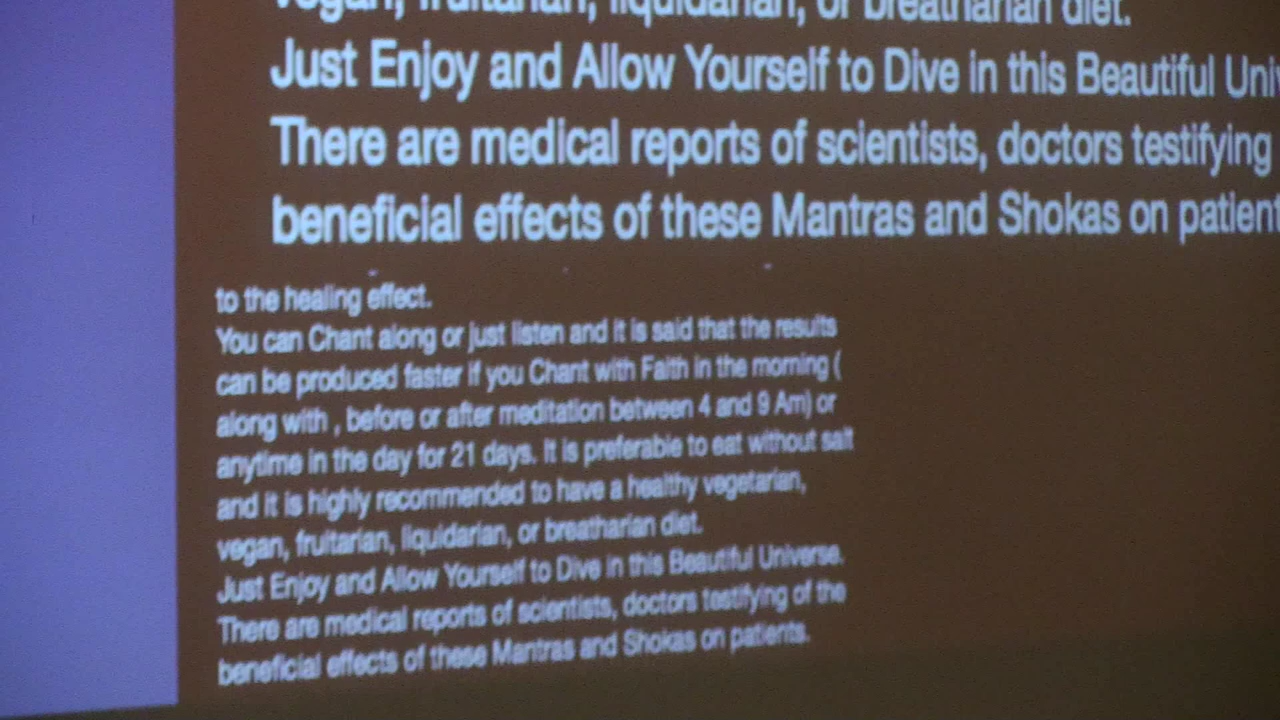 vegan, fruitarian, liquidarian, or breatharian diet.
Just Enjoy and Allow Yourself to Dive in this Beautiful
There are medical reports of scientists, doctors testifying
beneficial effects of these Mantras and Shokas on
to the healing effect.
You can Chant along or just listen and it is said that the results
can be produced faster if you Chant with Faith in the morning (
along with , before or after meditation between 4 and 9 Am) or
anytime in the day for 21 days. It is preferable to eat without salt
and it is highly recommended to have a healthy vegetarian,
vegan, fruitarian, liquidarian, or breatharian diet.
Just Enjoy and Allow Yourself to Dive in this Beautiful Universe.
There are medical reports of scientists, doctors testifying of the
beneficial effects of these Mantras and Shokas on patients.